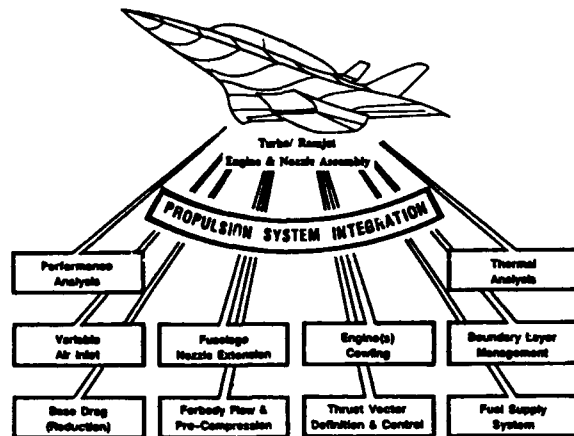 Turbo/ Ramjet
Engine & Nozzle Assembly
PROPULSION SYSTEM INTEGRATION
Performance
Analysis
Thermal
Analysis
Variable
Air Inlet
Fuselage
Nozzle Extension
Engine(s)
Cowling
Boundary Layer
Management
Base Drag
(Reduction)
Forbody Flow &
Pre-Compression
Thrust Vector
Definition & Control
Fuel Supply
System